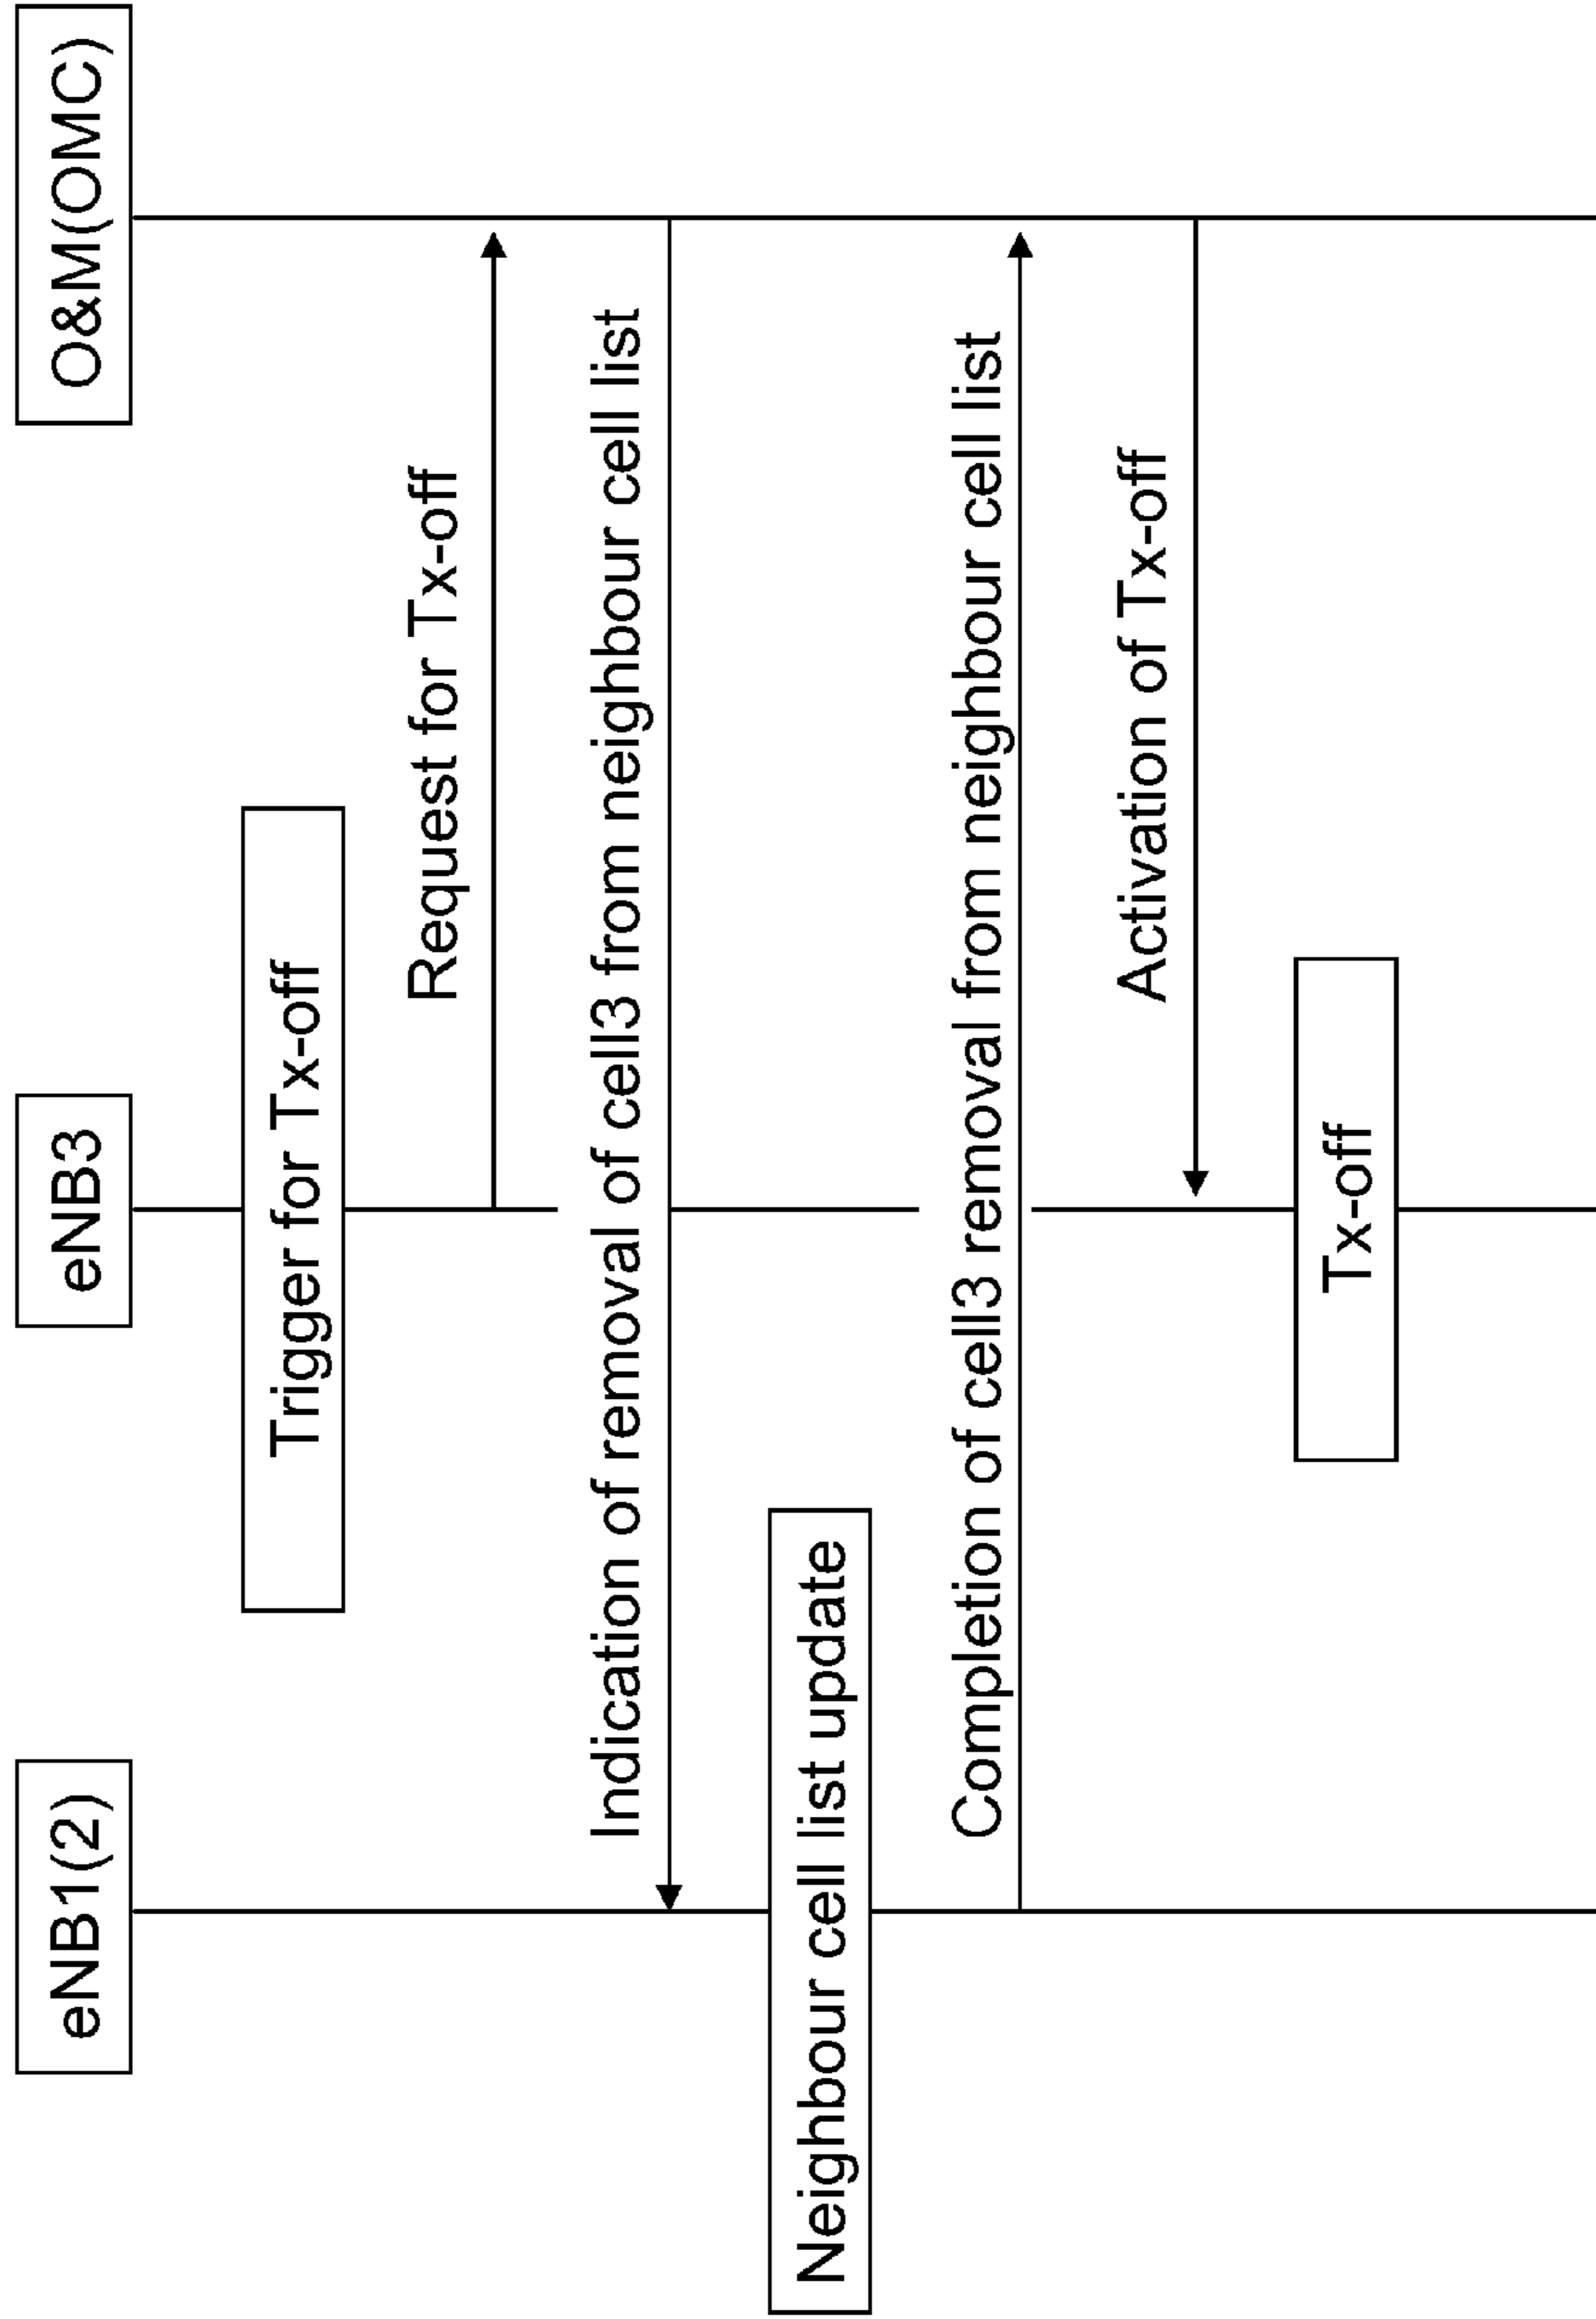 eNB1(2)
eNB3
O&M(OMC)
Trigger for Tx-off
Request for Tx-off
Indication of removal of cell3 from neighbour cell list
Neighbour cell list update
Completion of cell3 removal from neighbour cell list
Activation of Tx-off
Tx-off